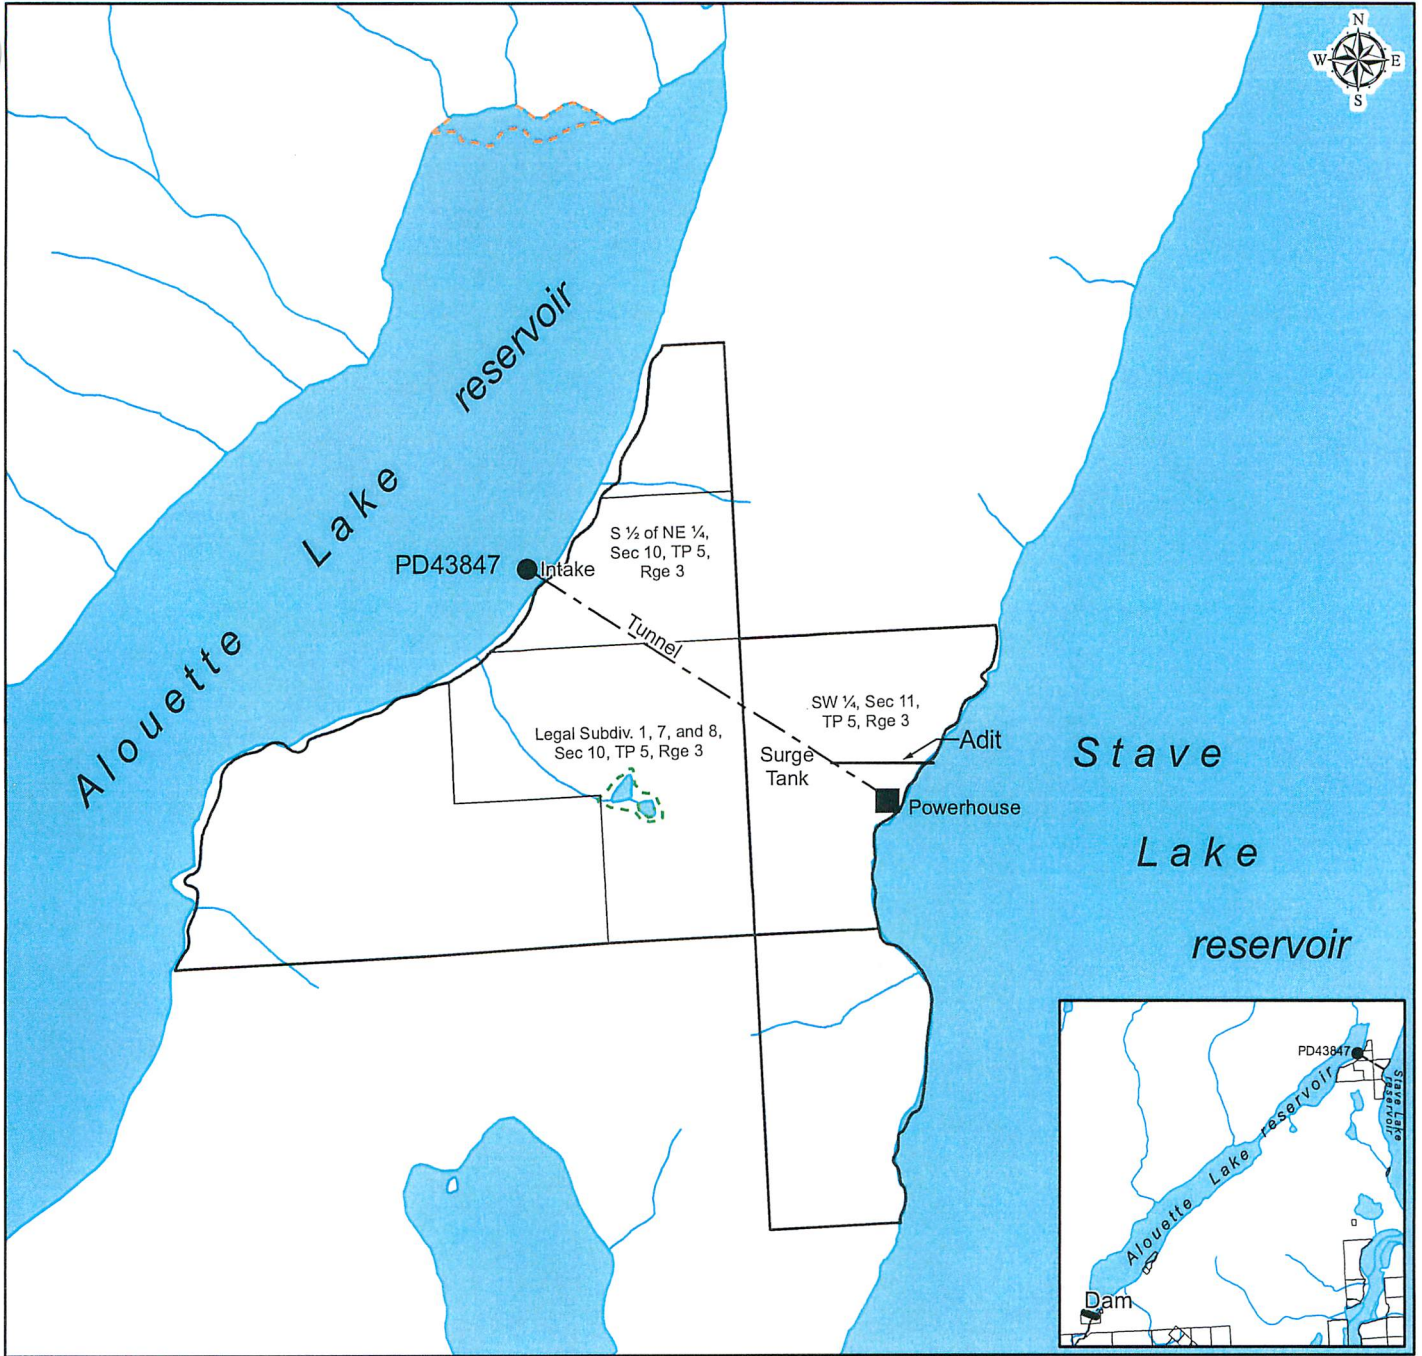 N
W E
S
Alouette Lake reservoir
PD43847
Intake
S ½ of NE ¼,
Sec 10, TP 5,
Rge 3
Tunnel
SW ¼, Sec 11,
TP 5, Rge 3
Legal Subdiv. 1, 7, and 8,
Sec 10, TP 5, Rge 3
Surge
Tank
Adit
Powerhouse
Stave
Lake
reservoir
PD43847
Alouette Lake reservoir
Stave Lake
reservoir
Dam